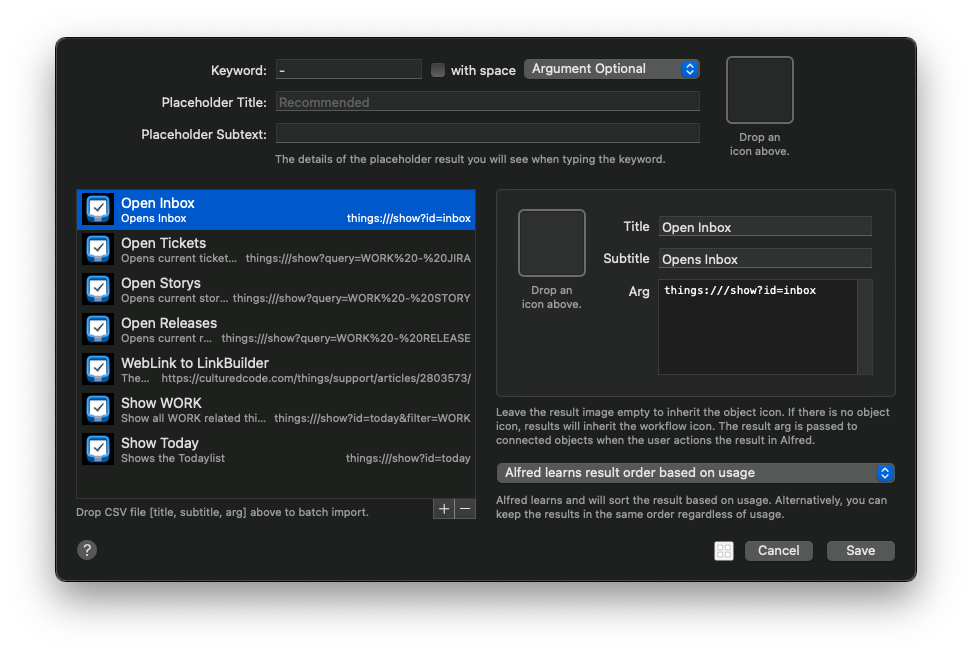 Keyword: – with space Argument Optional
Placeholder Title: Recommended
Placeholder Subtext:
Drop an
icon above.
The details of the placeholder result you will see when typing the keyword.
Open Inbox
Opens Inbox things:///show?id=inbox
Open Tickets
Opens current ticket... things:///show?query=WORK%20-%20JIRA
Open Storys
Opens current stor... things:///show?query=WORK%20-%20STORY
Open Releases
Opens current r... things:///show?query=WORK%20-%20RELEASE
WebLink to LinkBuilder
The... https://culturedcode.com/things/support/articles/2803573/
Show WORK
Show all WORK related thi... things:///show?id=today&filter=WORK
Show Today
Shows the Todaylist things:///show?id=today
Drop CSV file [title, subtitle, arg] above to batch import.
+ −
Drop an
icon above.
Title Open Inbox
Subtitle Opens Inbox
Arg things:///show?id=inbox
Leave the result image empty to inherit the object icon. If there is no object
icon, results will inherit the workflow icon. The result arg is passed to
connected objects when the user actions the result in Alfred.
Alfred learns result order based on usage
Alfred learns and will sort the result based on usage. Alternatively, you can
keep the results in the same order regardless of usage.
? Cancel Save